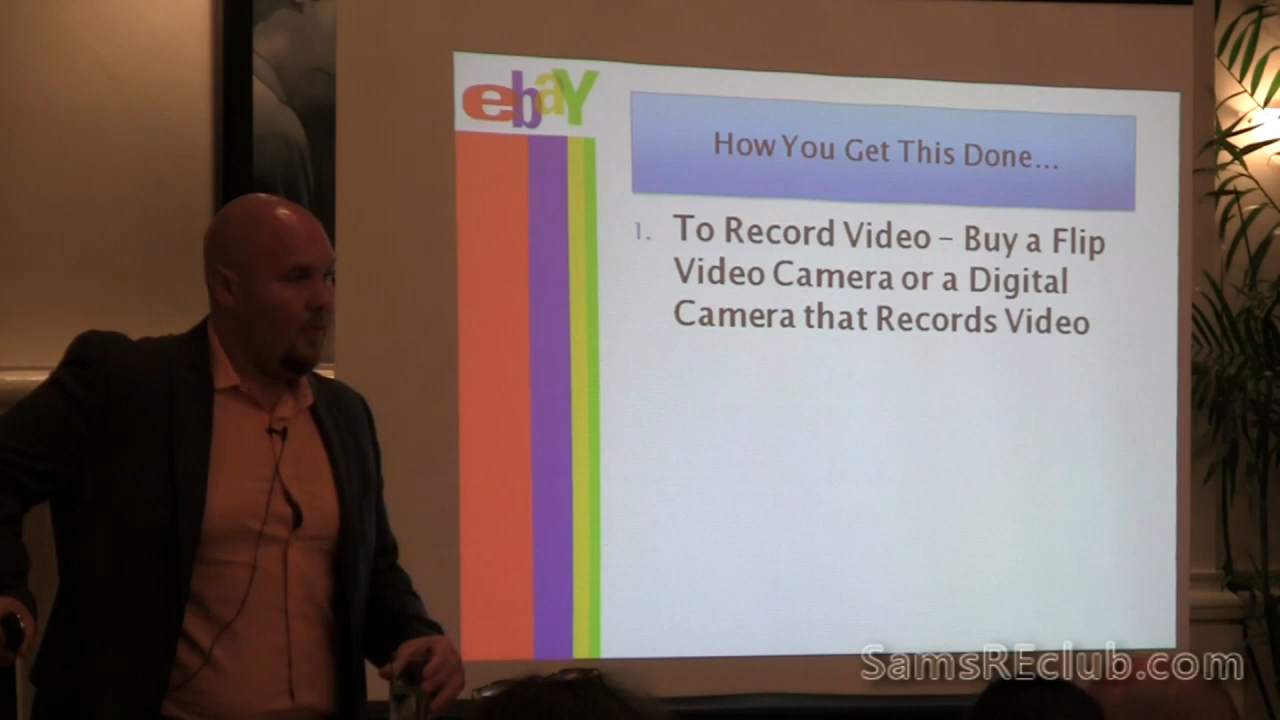 ebaY
How You Get This Done...
1. To Record Video – Buy a Flip
Video Camera or a Digital
Camera that Records Video
SamsREclub.com